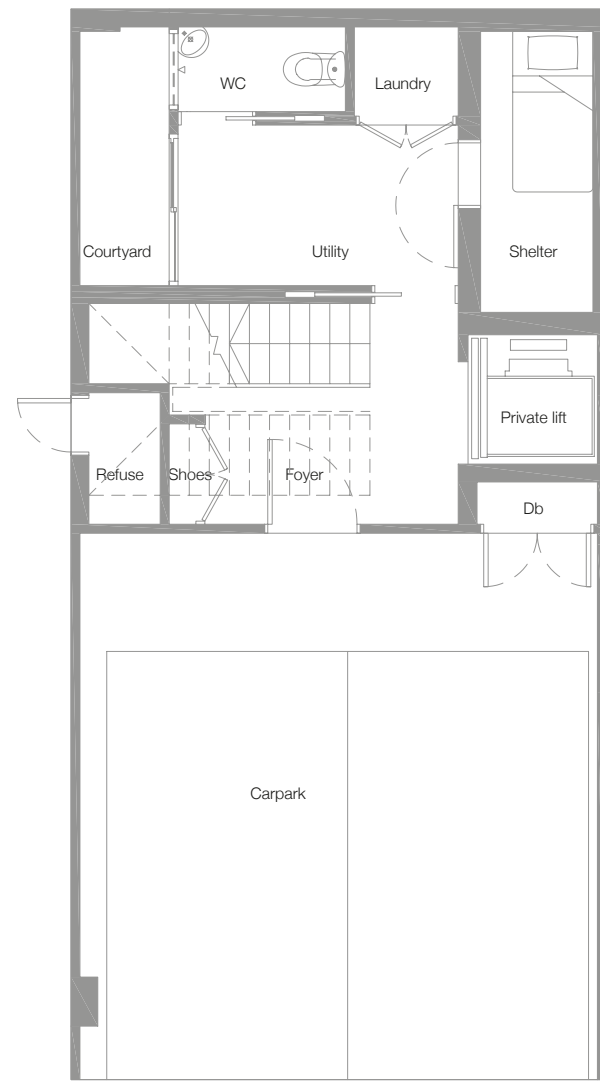 WC
Laundry
Courtyard
Utility
Shelter
Private lift
Refuse
Shoes
Foyer
Db
Carpark